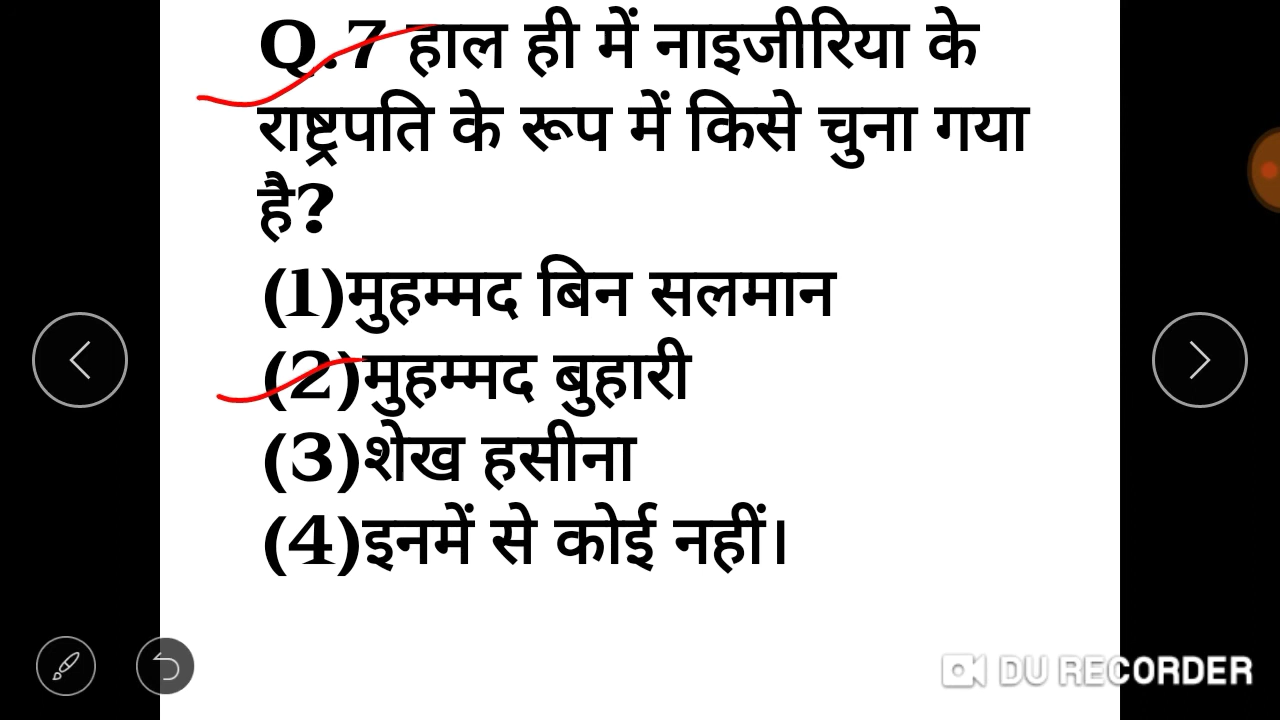 Q.7 हाल ही में नाइजीरिया के
राष्ट्रपति के रूप में किसे चुना गया
है?
(1)मुहम्मद बिन सलमान
(2)मुहम्मद बुहारी
(3)शेख हसीना
(4)इनमें से कोई नहीं।
DU RECORDER